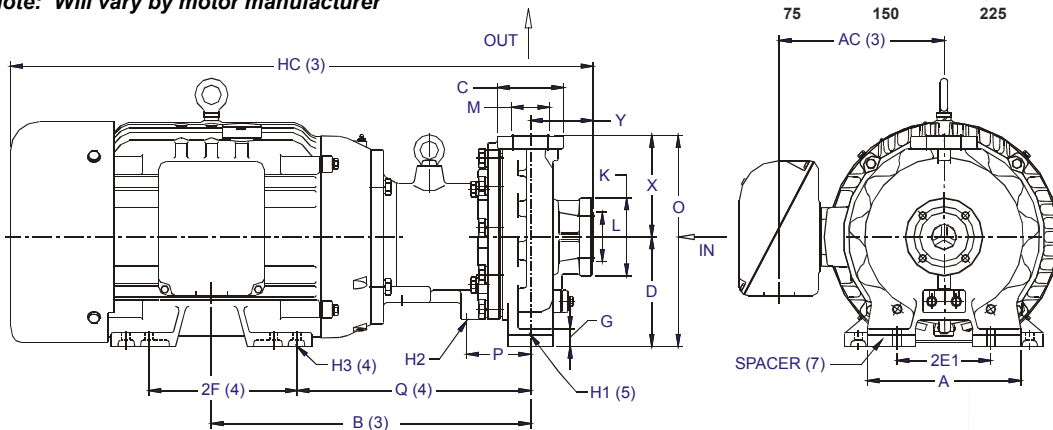 Note: Will vary by motor manufacturer
75 150 225
OUT
AC (3)
HC (3)
C
M
Y
K
X
O
L
IN
D
G
P
H2
SPACER (7)
2E1
H3 (4)
2F (4)
Q (4)
H1 (5)
A
B (3)